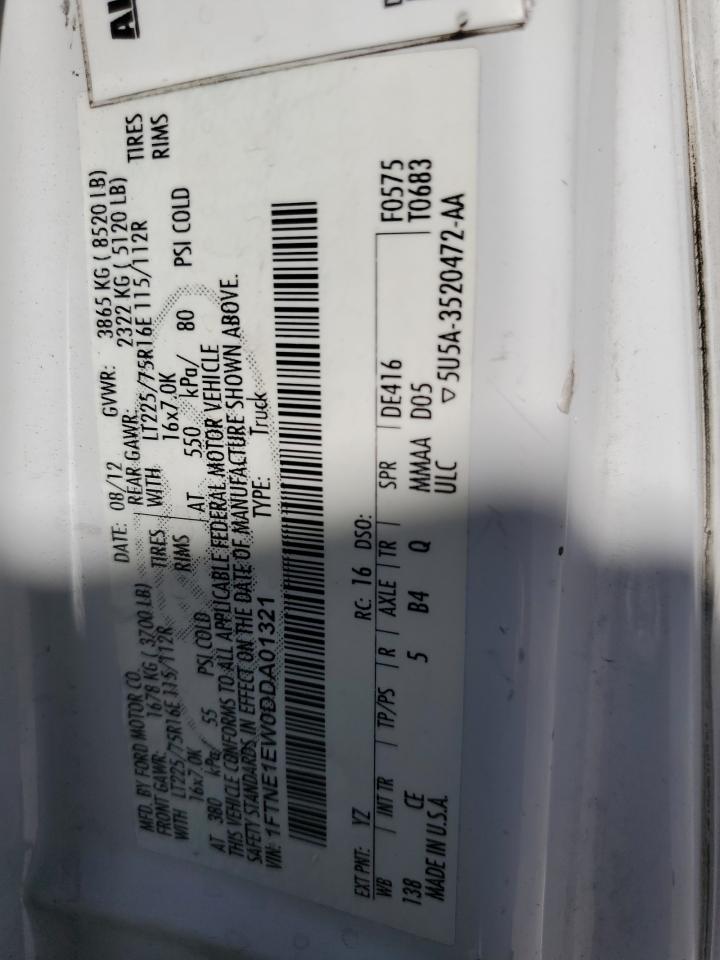 MFD. BY FORD MOTOR CO.
DATE: 08/12 GVWR: 3865 KG ( 8520 LB)
FRONT GAWR: 1678 KG ( 3700 LB) REAR GAWR: 2322 KG ( 5120 LB)
WITH LT225/75R16E 115/112R TIRES WITH LT225/75R16E 115/112R TIRES
16x7.0K RIMS 16x7.0K RIMS
AT 380 kPa/ 55 PSI COLD AT 550 kPa/ 80 PSI COLD
THIS VEHICLE CONFORMS TO ALL APPLICABLE FEDERAL MOTOR VEHICLE
SAFETY STANDARDS IN EFFECT ON THE DATE OF MANUFACTURE SHOWN ABOVE.
VIN: 1FTNE1EW0DDA01321 TYPE: Truck
EXT PNT: YZ RC: 16 DSO:
WB INT TR TP/PS R AXLE TR SPR DE416 F0575
138 CE 5 B4 Q MMAA D05 T0683
MADE IN U.S.A. ULC ▽5U5A-3520472-AA